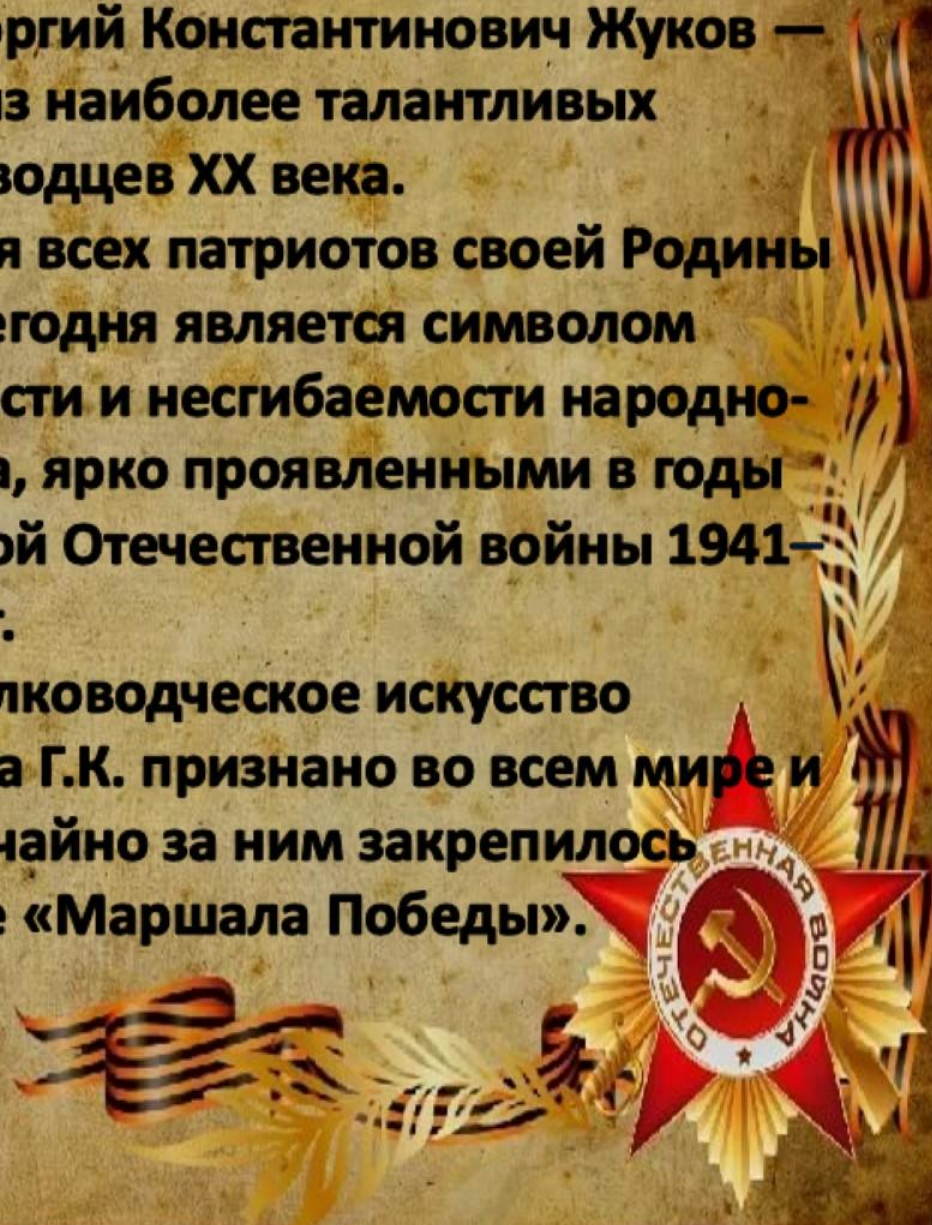 ргий Константинович Жуков —
из наиболее талантливых
водцев XX века.
я всех патриотов своей Родины
егодня является символом
сти и несгибаемости народно-
а, ярко проявленными в годы
ой Отечественной войны 1941–
г.
лководческое искусство
а Г.К. признано во всем мире и
чайно за ним закрепилось
е «Маршала Победы».
ОТЕЧЕСТВЕННАЯ ВОЙНА